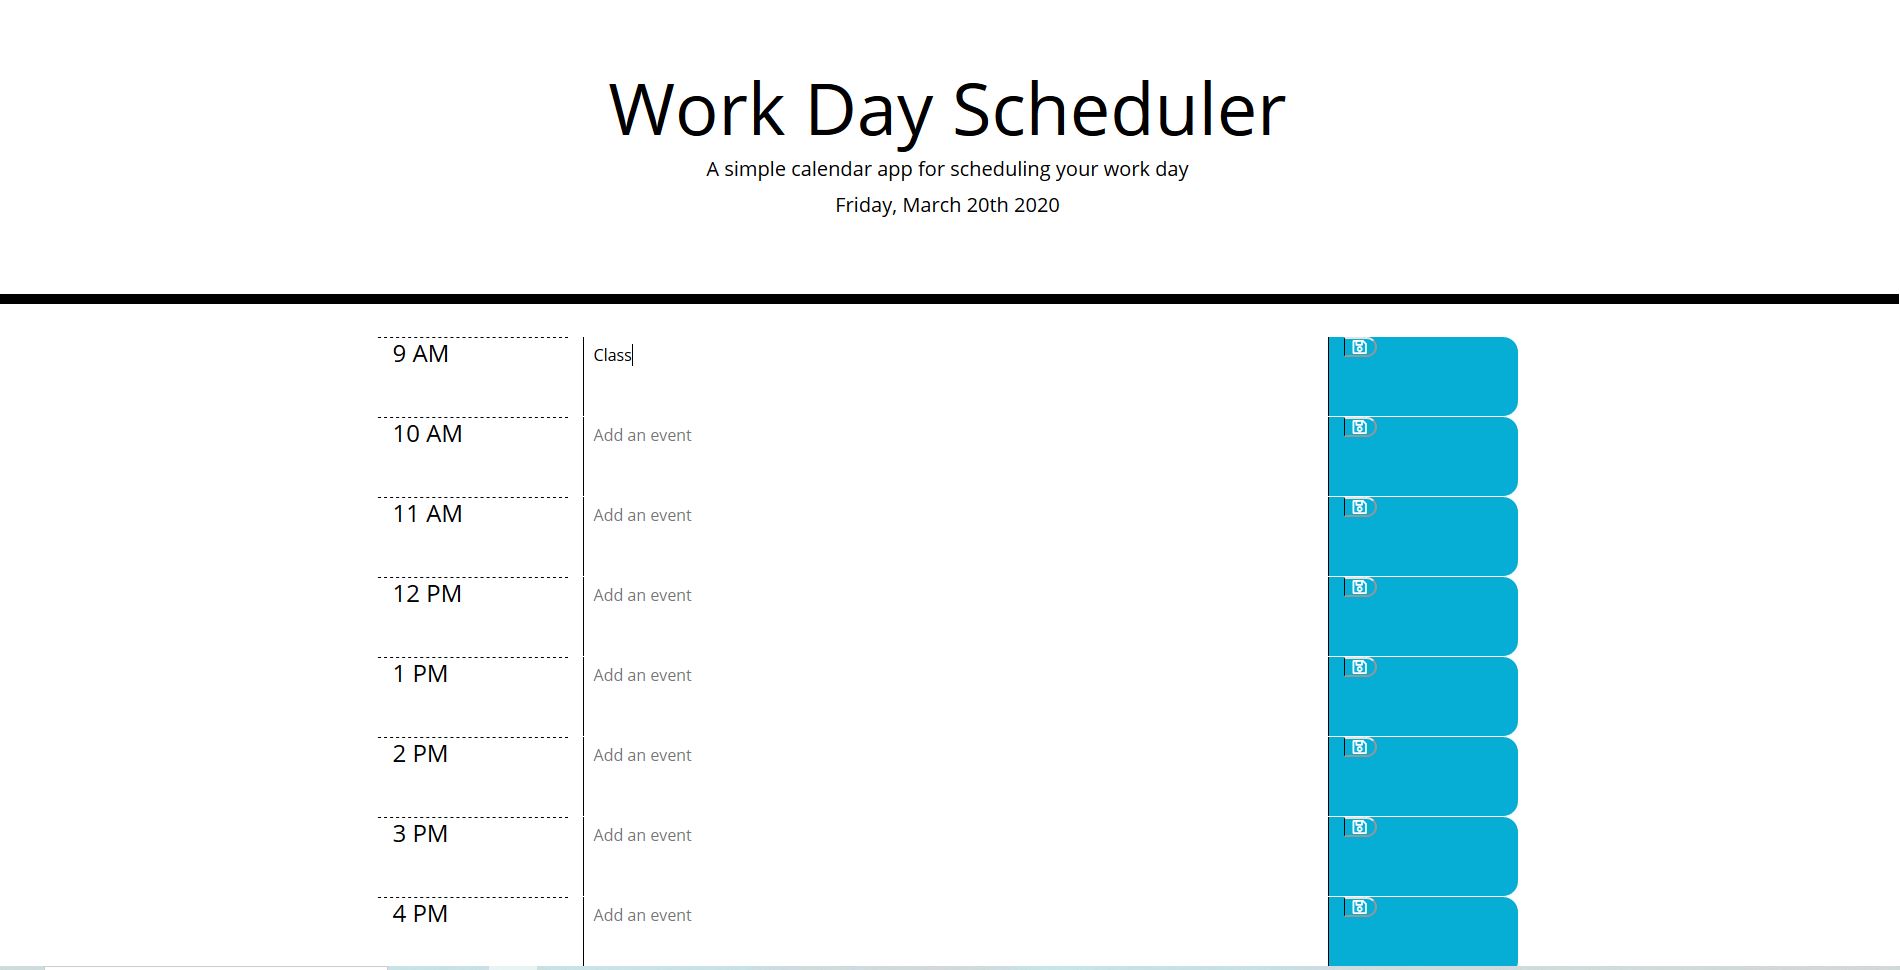 Work Day Scheduler
A simple calendar app for scheduling your work day
Friday, March 20th 2020
9 AM
Class
10 AM
Add an event
11 AM
Add an event
12 PM
Add an event
1 PM
Add an event
2 PM
Add an event
3 PM
Add an event
4 PM
Add an event